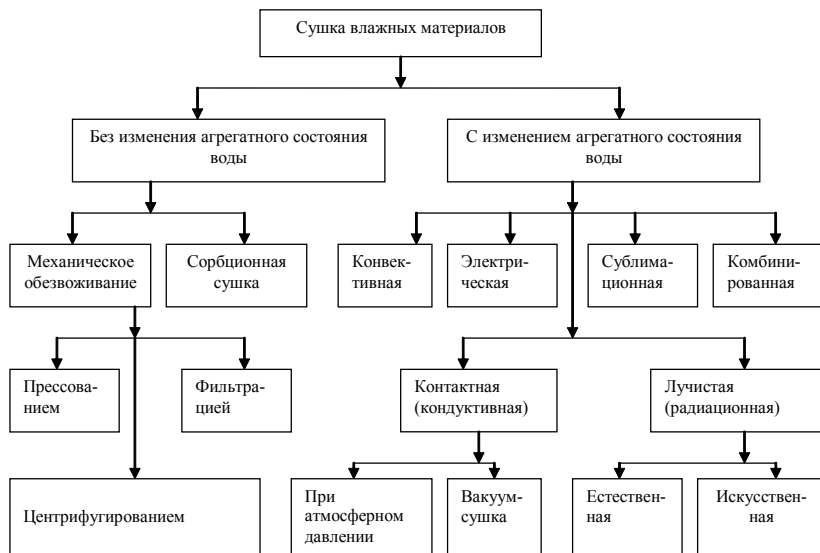 Сушка влажных материалов
Без изменения агрегатного состояния
воды
С изменением агрегатного состояния
воды
Механическое
обезвоживание
Сорбционная
сушка
Конвек-
тивная
Электри-
ческая
Сублима-
ционная
Комбини-
рованная
Прессова-
нием
Фильтра-
цией
Контактная
(кондуктивная)
Лучистая
(радиационная)
Центрифугированием
При
атмосферном
давлении
Вакуум-
сушка
Естествен-
ная
Искусствен-
ная